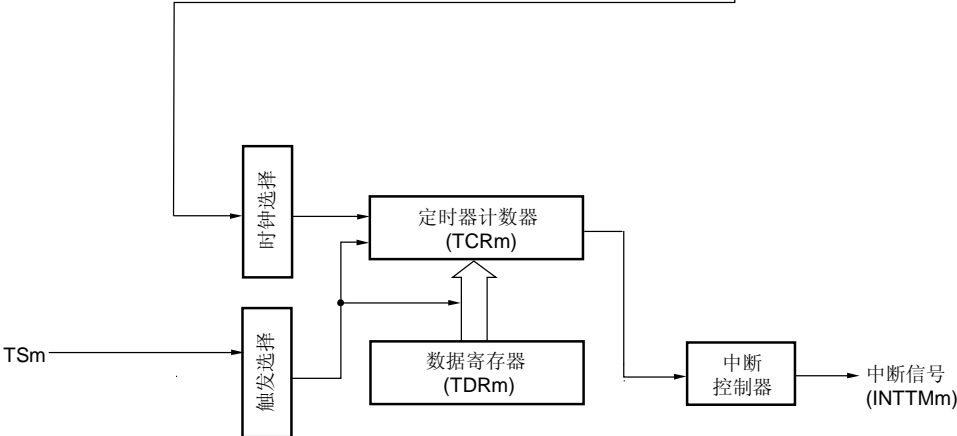 时钟选择
定时器计数器
(TCRm)
TSm
触发选择
数据寄存器
(TDRm)
中断
控制器
中断信号
(INTTMm)